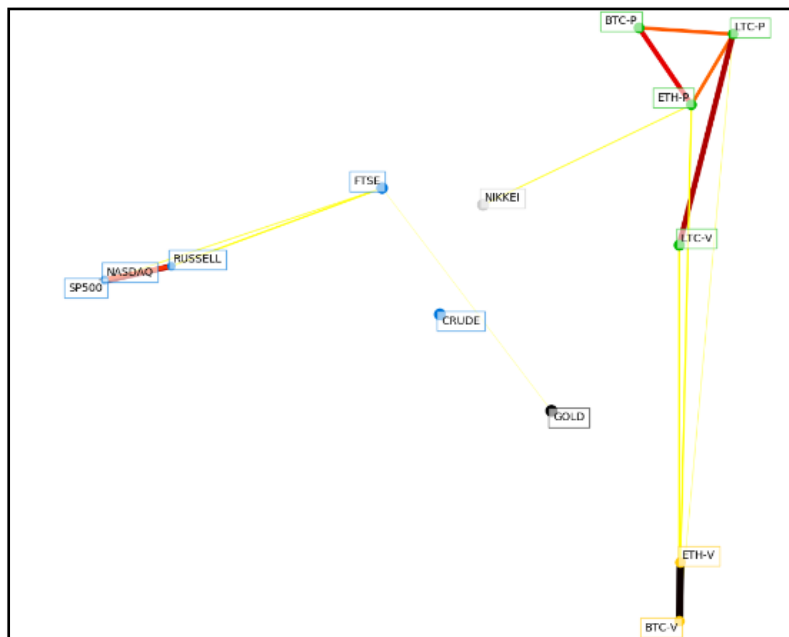 BTC-P
LTC-P
ETH-P
FTSE
NIKKEI
LTC-V
RUSSELL
NASDAQ
SP500
CRUDE
GOLD
ETH-V
BTC-V